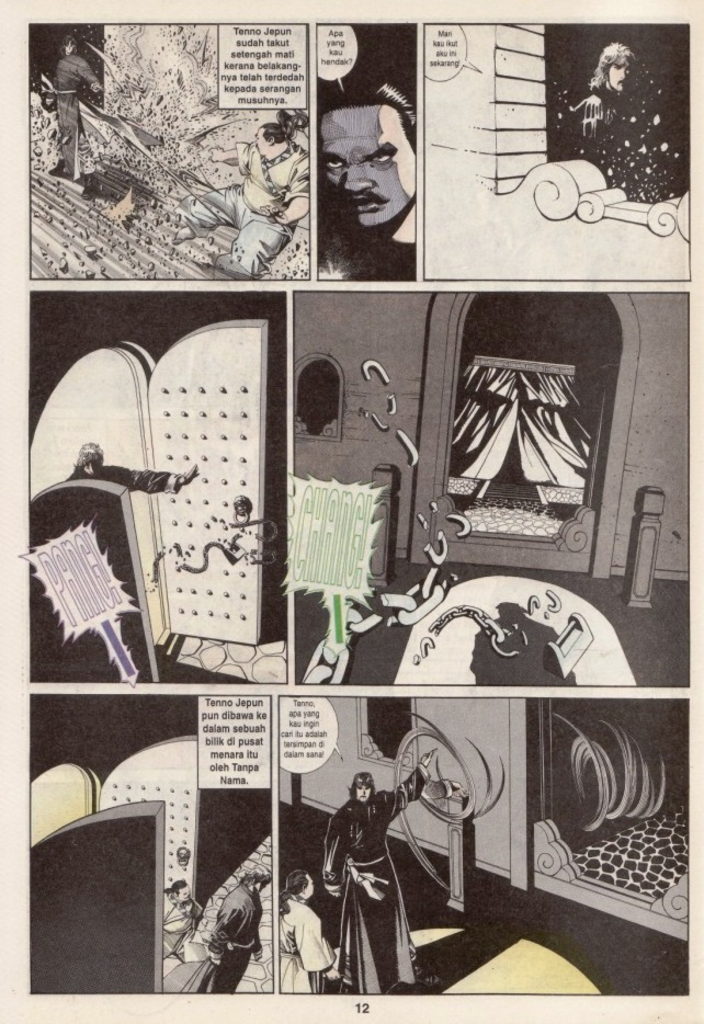 Tenno Jepun
sudah takut
setengah mati
kerana belakang-
nya telah terdedah
kepada serangan
musuhnya.
Apa
yang
kau
hendak?
Mari
kau ikut
aku ini
sekarang!
PANG!
CHIANG!
Tenno Jepun
pun dibawa ke
dalam sebuah
bilik di pusat
menara itu
oleh Tanpa
Nama.
Tenno,
apa yang
kau ingin
cari itu adalah
tersimpan di
dalam sana!
12